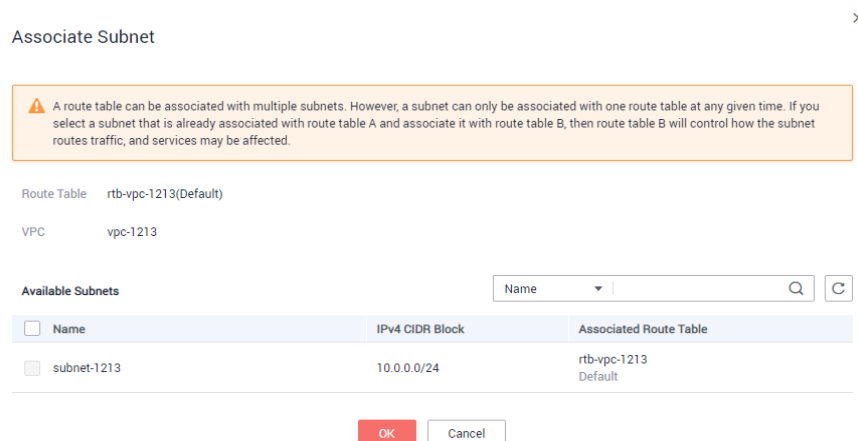 Associate Subnet
A route table can be associated with multiple subnets. However, a subnet can only be associated with one route table at any given time. If you
select a subnet that is already associated with route table A and associate it with route table B, then route table B will control how the subnet
routes traffic, and services may be affected.
Route Table rtb-vpc-1213(Default)
VPC vpc-1213
Available Subnets Name
Name IPv4 CIDR Block Associated Route Table
subnet-1213 10.0.0.0/24 rtb-vpc-1213
Default
OK Cancel